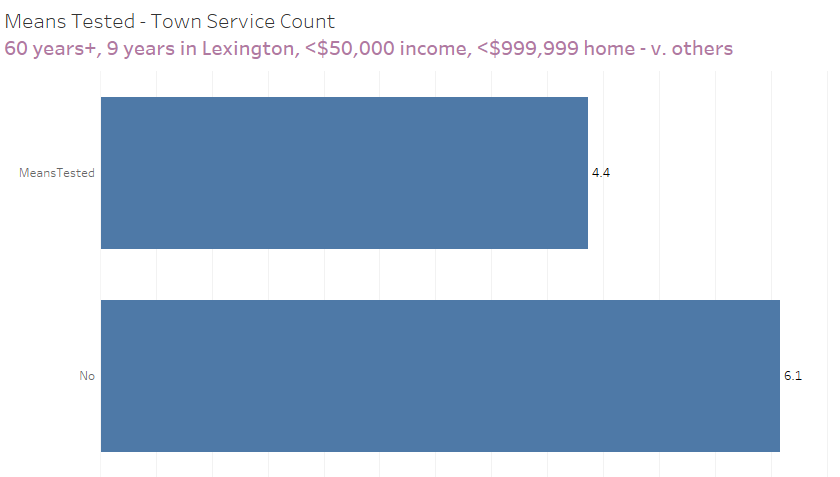 Means Tested - Town Service Count
60 years+, 9 years in Lexington, <$50,000 income, <$999,999 home - v. others
MeansTested
4.4
No
6.1